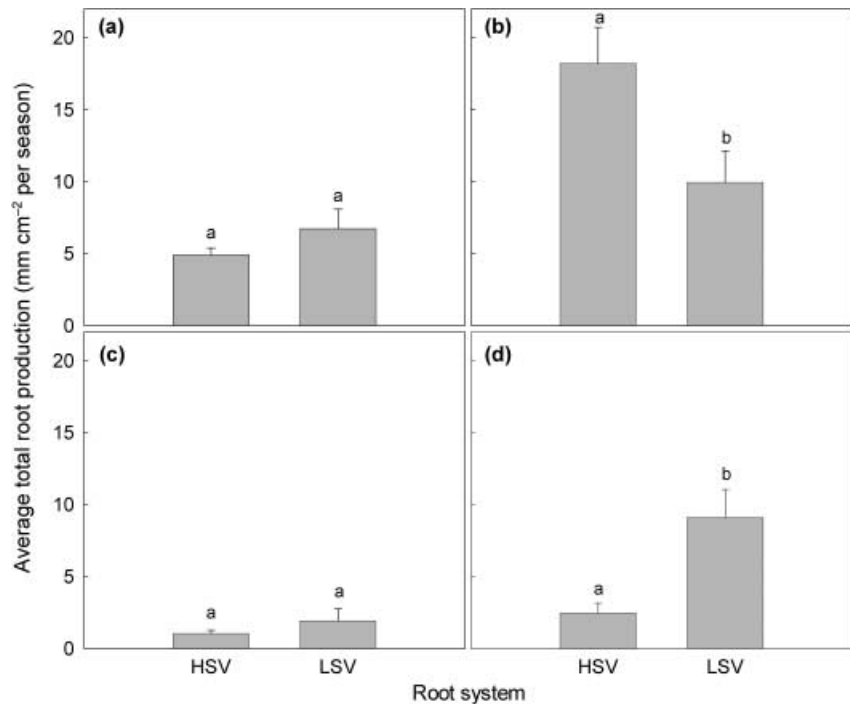 Average total root production (mm cm⁻² per season)
(a)
20
15
10
5
0
a
a
(b)
a
b
(c)
20
15
10
5
0
a
a
HSV
LSV
(d)
a
b
HSV
LSV
Root system